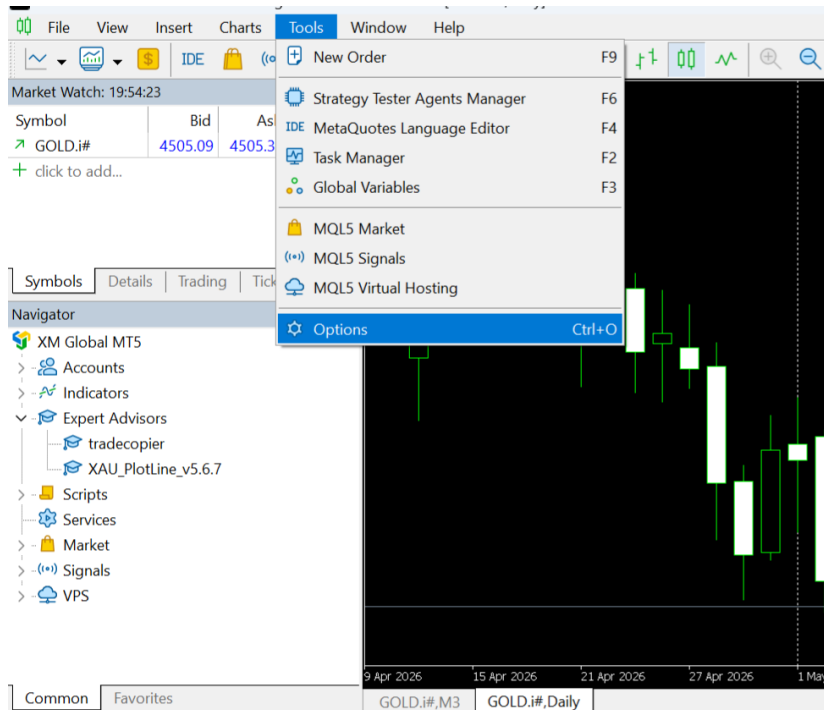 File View Insert Charts Tools Window Help
IDE
New Order F9
Strategy Tester Agents Manager F6
IDE MetaQuotes Language Editor F4
Task Manager F2
Global Variables F3
MQL5 Market
MQL5 Signals
MQL5 Virtual Hosting
Options Ctrl+O
Market Watch: 19:54:23
Symbol Bid
GOLD.i# 4505.09 4505.3
click to add...
Symbols Details Trading
Navigator
XM Global MT5
Accounts
Indicators
Expert Advisors
tradecopier
XAU_PlotLine_v5.6.7
Scripts
Services
Market
Signals
VPS
Common Favorites
9 Apr 2026 15 Apr 2026 21 Apr 2026 27 Apr 2026 1 May
GOLD.i#,M3 GOLD.i#,Daily